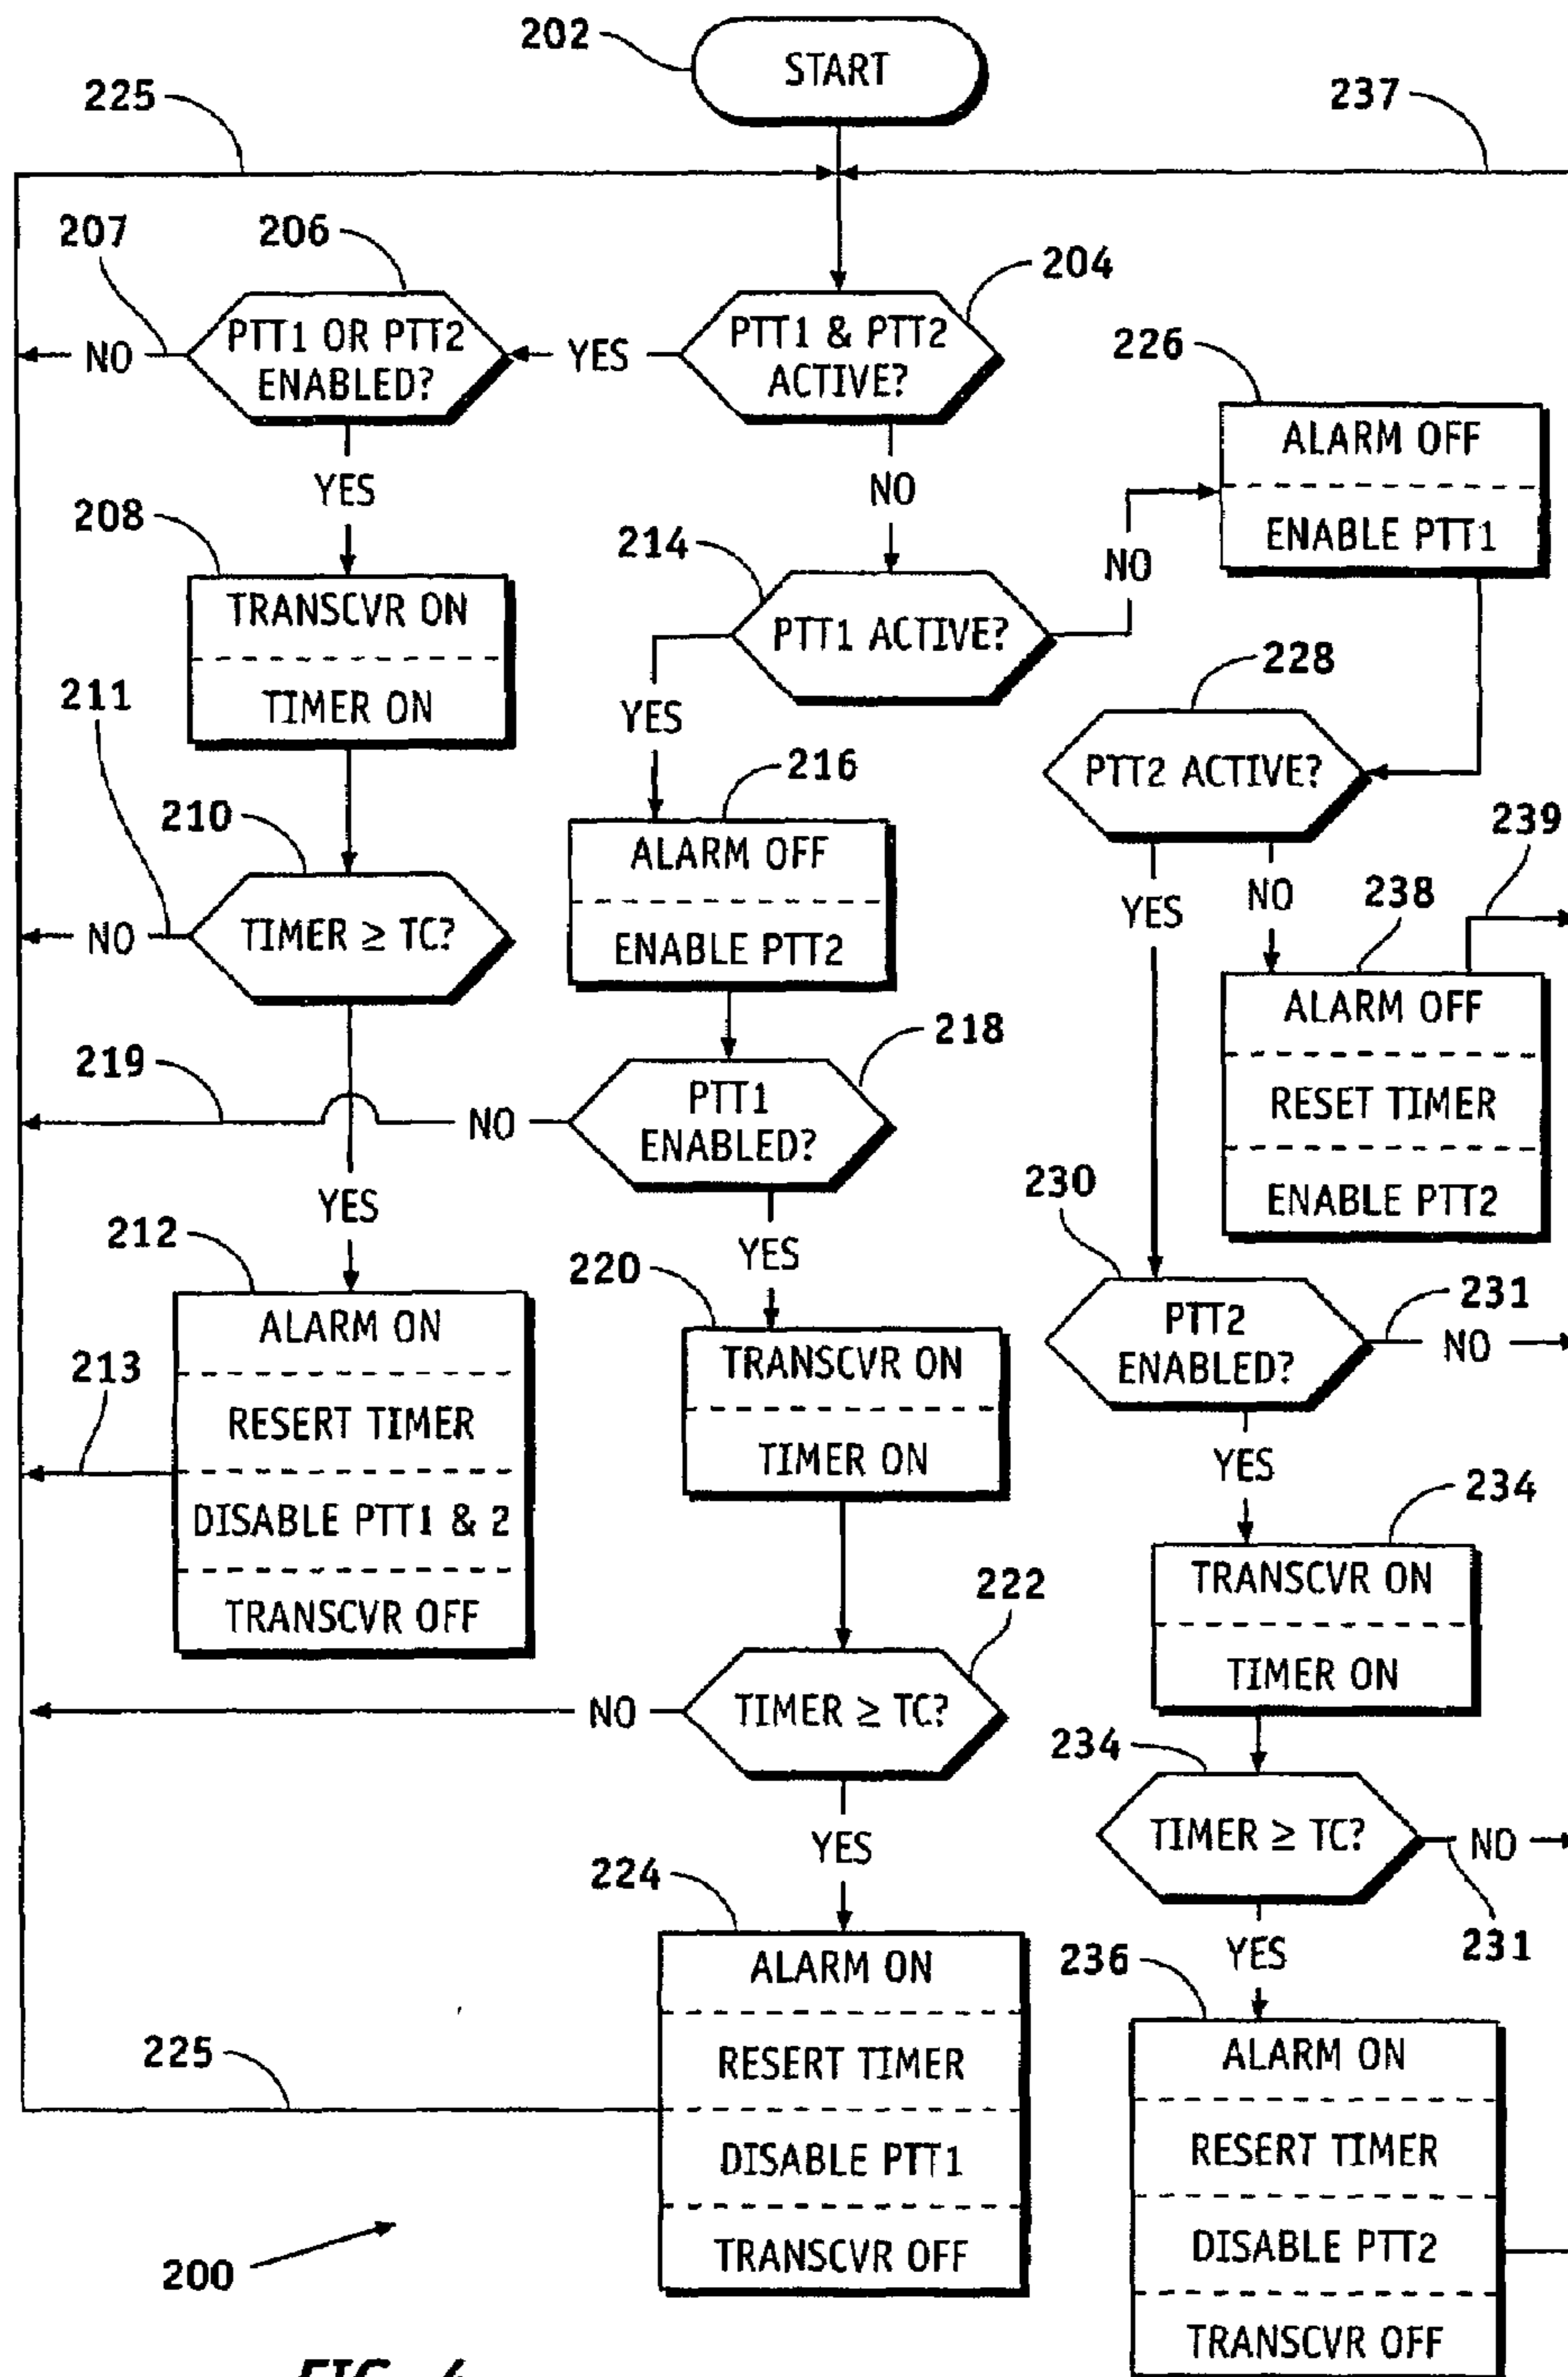 202
START
225
237
207
206
204
PTT1 OR PTT2
ENABLED?
NO
YES
PTT1 & PTT2
ACTIVE?
226
ALARM OFF
ENABLE PTT1
YES
NO
208
TRANSCVR ON
TIMER ON
214
PTT1 ACTIVE?
NO
YES
228
PTT2 ACTIVE?
211
210
TIMER ≥ TC?
NO
216
ALARM OFF
ENABLE PTT2
YES
NO
238
239
ALARM OFF
RESET TIMER
ENABLE PTT2
219
NO
218
PTT1
ENABLED?
YES
YES
212
ALARM ON
RESERT TIMER
DISABLE PTT1 & 2
TRANSCVR OFF
213
220
TRANSCVR ON
TIMER ON
230
PTT2
ENABLED?
231
NO
YES
234
TRANSCVR ON
TIMER ON
222
TIMER ≥ TC?
NO
YES
234
TIMER ≥ TC?
NO
231
YES
224
ALARM ON
RESERT TIMER
DISABLE PTT1
TRANSCVR OFF
225
236
ALARM ON
RESERT TIMER
DISABLE PTT2
TRANSCVR OFF
200